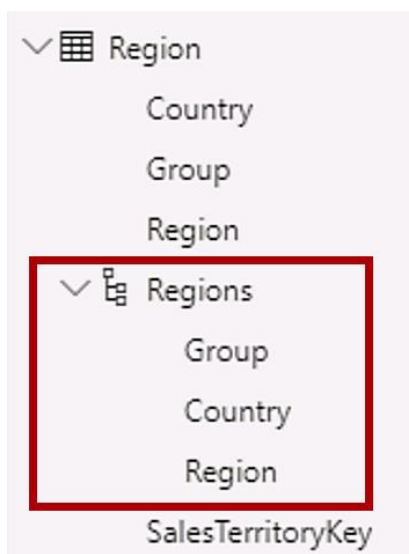 Region
Country
Group
Region
Regions
Group
Country
Region
SalesTerritoryKey